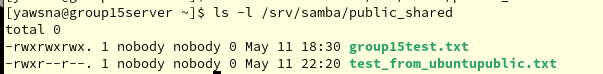 [yawsna@group15server ~]$ ls -l /srv/samba/public_shared
total 0
-rwxrwxrwx. 1 nobody nobody 0 May 11 18:30 group15test.txt
-rwxr--r--. 1 nobody nobody 0 May 11 22:20 test_from_ubuntupublic.txt